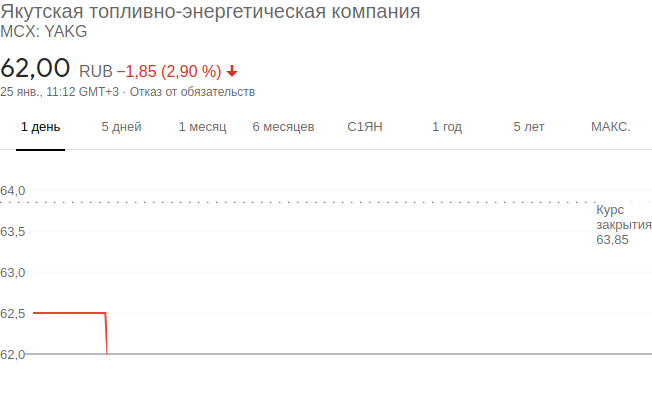 Якутская топливно-энергетическая компания
MCX: YAKG
62,00 RUB −1,85 (2,90 %)
25 янв., 11:12 GMT+3 · Отказ от обязательств
1 день 5 дней 1 месяц 6 месяцев С1ЯН 1 год 5 лет МАКС.
64,0
Курс
закрытия
63,85
63,5
63,0
62,5
62,0